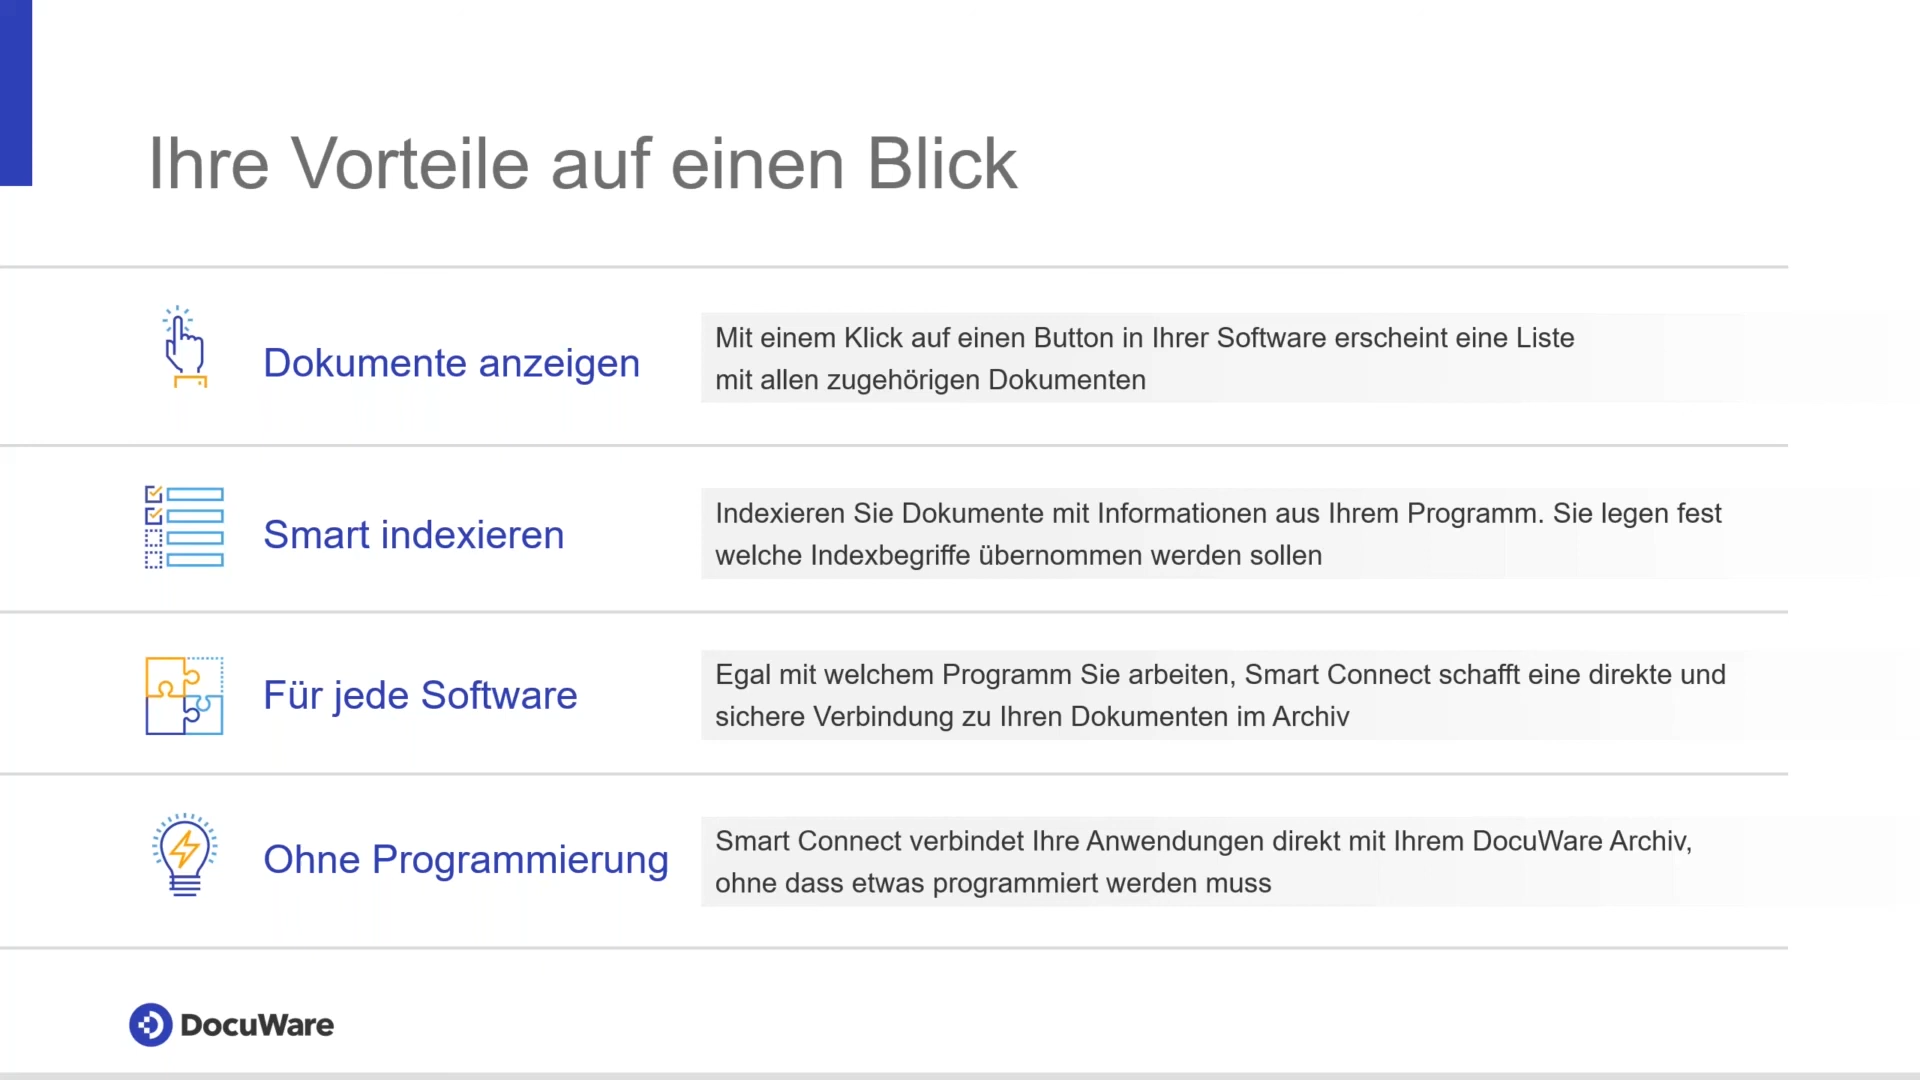 Ihre Vorteile auf einen Blick
Dokumente anzeigen
Mit einem Klick auf einen Button in Ihrer Software erscheint eine Liste
mit allen zugehörigen Dokumenten
Smart indexieren
Indexieren Sie Dokumente mit Informationen aus Ihrem Programm. Sie legen fest
welche Indexbegriffe übernommen werden sollen
Für jede Software
Egal mit welchem Programm Sie arbeiten, Smart Connect schafft eine direkte und
sichere Verbindung zu Ihren Dokumenten im Archiv
Ohne Programmierung
Smart Connect verbindet Ihre Anwendungen direkt mit Ihrem DocuWare Archiv,
ohne dass etwas programmiert werden muss
DocuWare